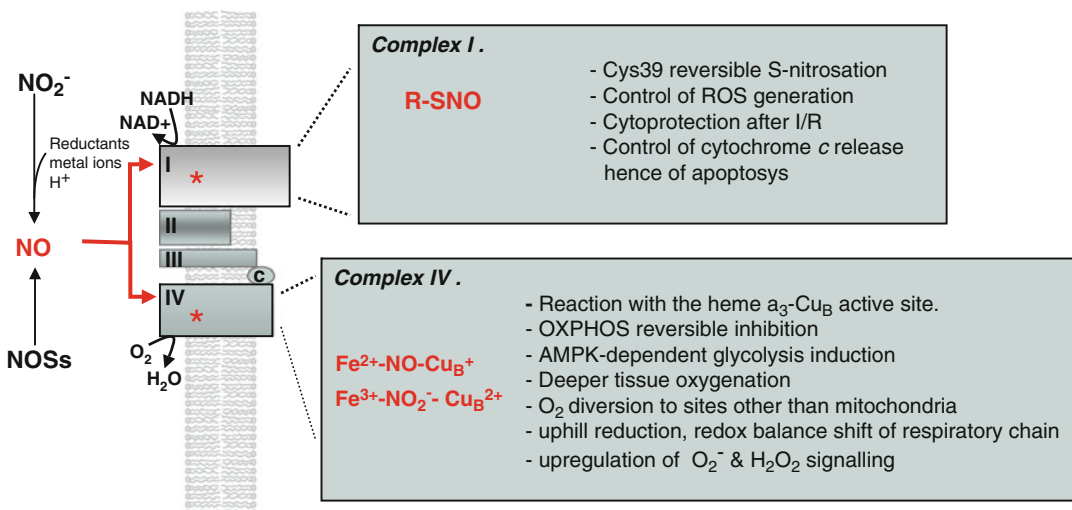 NO₂⁻
NADH
NAD+
Reductants
metal ions
H⁺
NO
NOSs
I
*
II
III
c
IV
*
O₂
H₂O
Complex I .
R-SNO
- Cys39 reversible S-nitrosation
- Control of ROS generation
- Cytoprotection after I/R
- Control of cytochrome c release
hence of apoptosys
Complex IV .
Fe²⁺-NO-Cu_B⁺
Fe³⁺-NO₂⁻- Cu_B²⁺
- Reaction with the heme a₃-Cu_B active site.
- OXPHOS reversible inhibition
- AMPK-dependent glycolysis induction
- Deeper tissue oxygenation
- O₂ diversion to sites other than mitochondria
- uphill reduction, redox balance shift of respiratory chain
- upregulation of O₂⁻ & H₂O₂ signalling